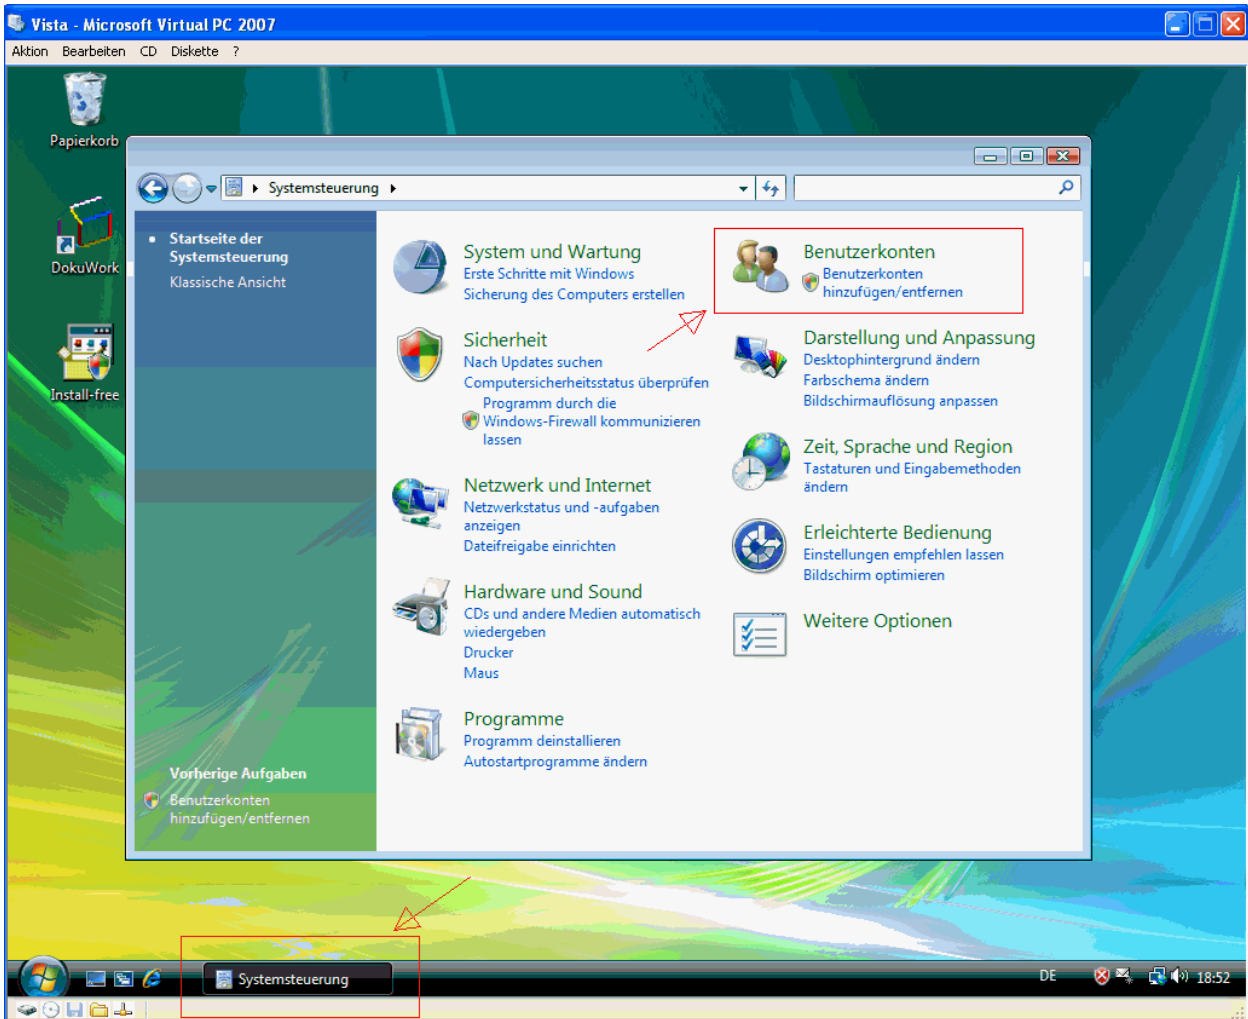 Vista - Microsoft Virtual PC 2007
Aktion Bearbeiten CD Diskette ?
Papierkorb
DokuWork
Install-free
Systemsteuerung
Startseite der
Systemsteuerung
Klassische Ansicht
System und Wartung
Erste Schritte mit Windows
Sicherung des Computers erstellen
Sicherheit
Nach Updates suchen
Computersicherheitsstatus überprüfen
Programm durch die
Windows-Firewall kommunizieren
lassen
Netzwerk und Internet
Netzwerkstatus und -aufgaben
anzeigen
Dateifreigabe einrichten
Hardware und Sound
CDs und andere Medien automatisch
wiedergeben
Drucker
Maus
Programme
Programm deinstallieren
Autostartprogramme ändern
Benutzerkonten
Benutzerkonten
hinzufügen/entfernen
Darstellung und Anpassung
Desktophintergrund ändern
Farbschema ändern
Bildschirmauflösung anpassen
Zeit, Sprache und Region
Tastaturen und Eingabemethoden
ändern
Erleichterte Bedienung
Einstellungen empfehlen lassen
Bildschirm optimieren
Weitere Optionen
Vorherige Aufgaben
Benutzerkonten
hinzufügen/entfernen
Systemsteuerung
DE
18:52